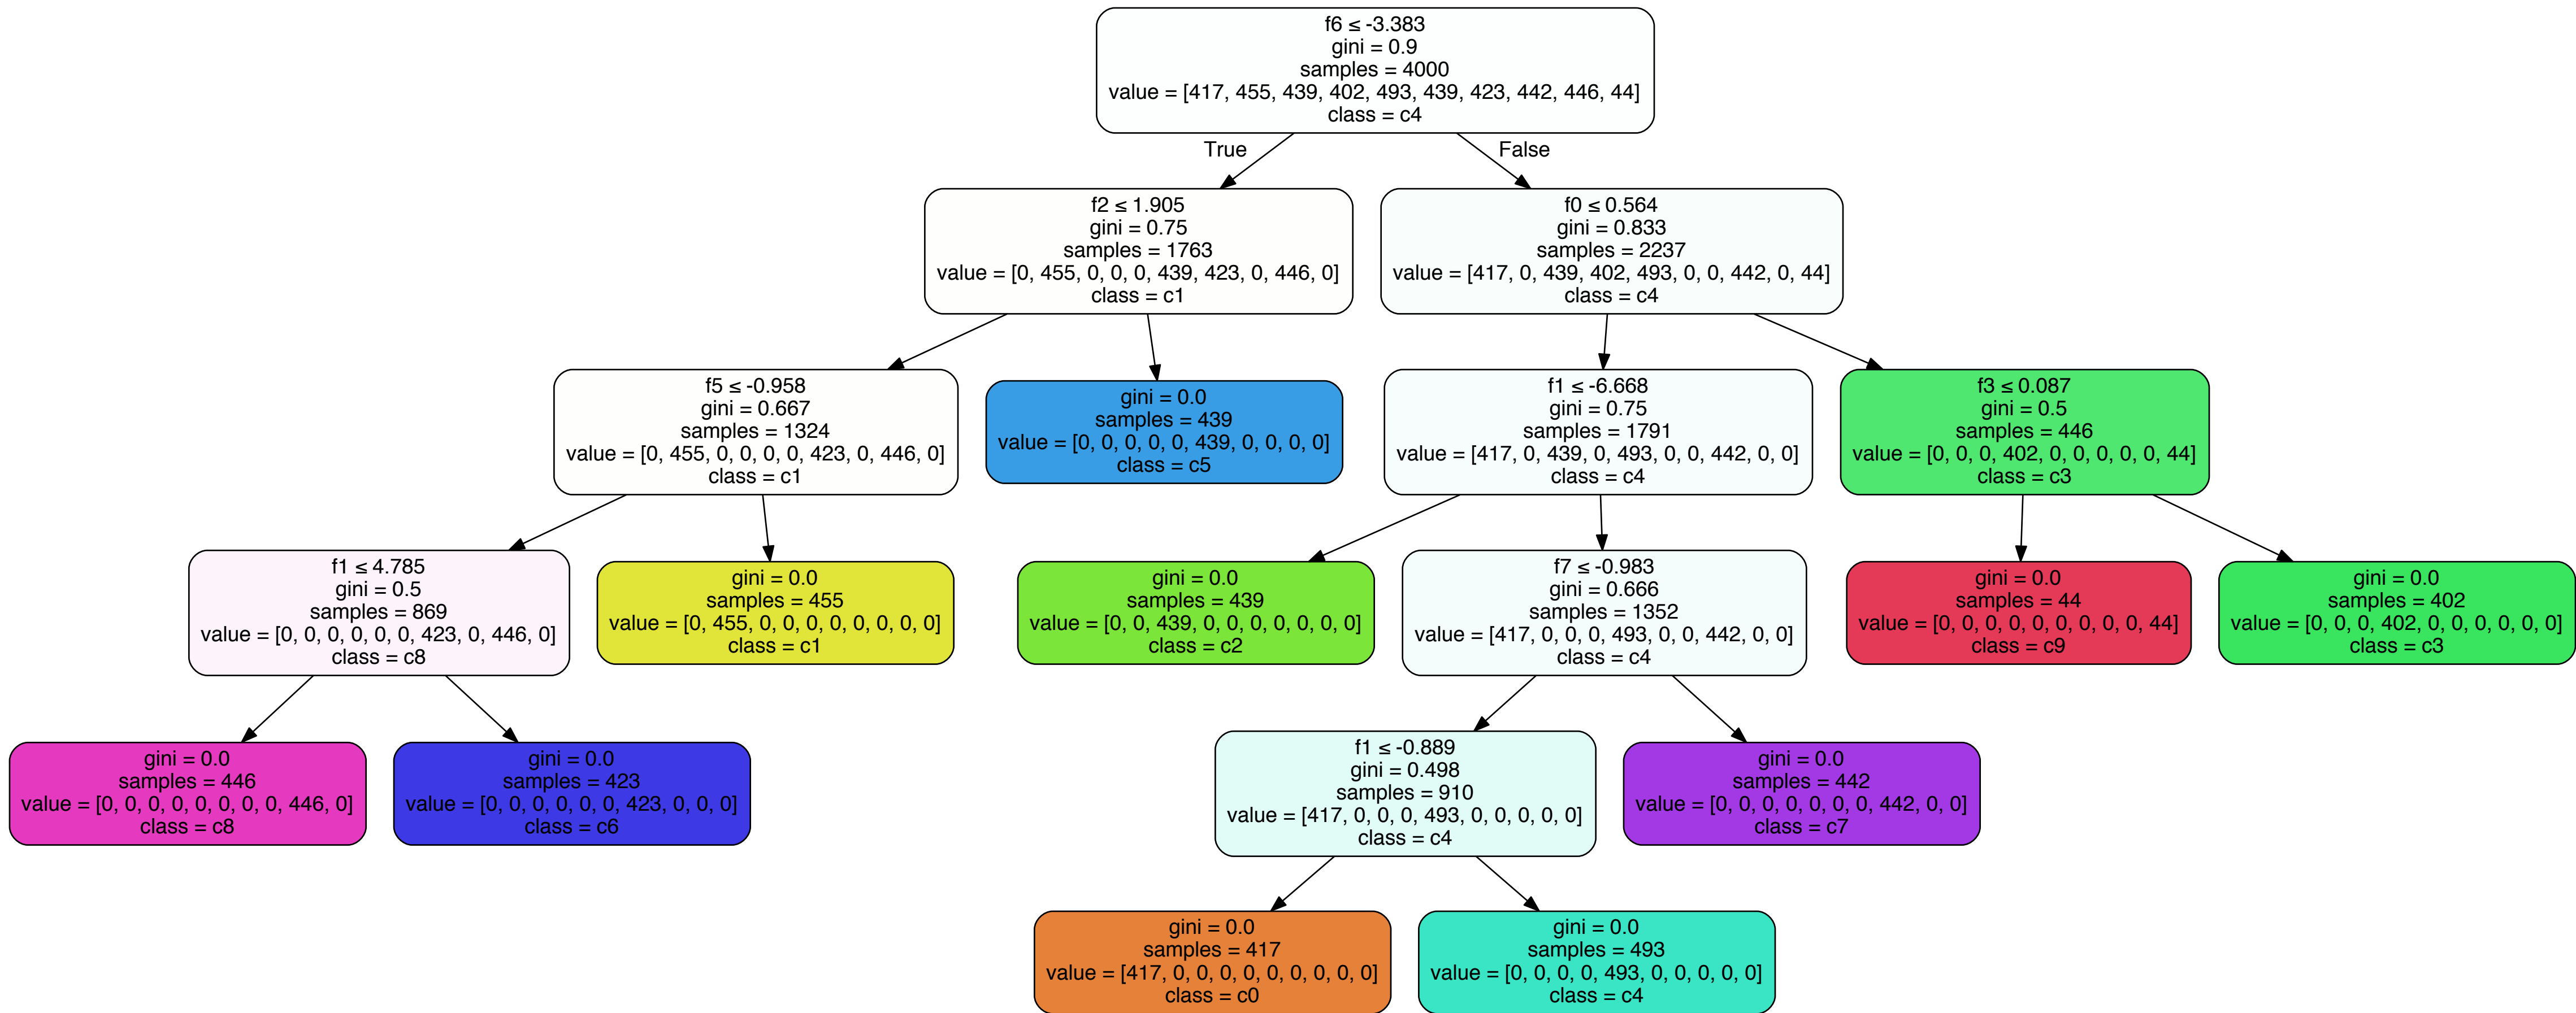 f6 ≤ -3.383
gini = 0.9
samples = 4000
value = [417, 455, 439, 402, 493, 439, 423, 442, 446, 44]
class = c4
True
False
f2 ≤ 1.905
gini = 0.75
samples = 1763
value = [0, 455, 0, 0, 0, 439, 423, 0, 446, 0]
class = c1
f0 ≤ 0.564
gini = 0.833
samples = 2237
value = [417, 0, 439, 402, 493, 0, 0, 442, 0, 44]
class = c4
f5 ≤ -0.958
gini = 0.667
samples = 1324
value = [0, 455, 0, 0, 0, 0, 423, 0, 446, 0]
class = c1
gini = 0.0
samples = 439
value = [0, 0, 0, 0, 0, 439, 0, 0, 0, 0]
class = c5
f1 ≤ -6.668
gini = 0.75
samples = 1791
value = [417, 0, 439, 0, 493, 0, 0, 442, 0, 0]
class = c4
f3 ≤ 0.087
gini = 0.5
samples = 446
value = [0, 0, 0, 402, 0, 0, 0, 0, 0, 44]
class = c3
f1 ≤ 4.785
gini = 0.5
samples = 869
value = [0, 0, 0, 0, 0, 0, 423, 0, 446, 0]
class = c8
gini = 0.0
samples = 455
value = [0, 455, 0, 0, 0, 0, 0, 0, 0, 0]
class = c1
gini = 0.0
samples = 439
value = [0, 0, 439, 0, 0, 0, 0, 0, 0, 0]
class = c2
f7 ≤ -0.983
gini = 0.666
samples = 1352
value = [417, 0, 0, 0, 493, 0, 0, 442, 0, 0]
class = c4
gini = 0.0
samples = 44
value = [0, 0, 0, 0, 0, 0, 0, 0, 0, 44]
class = c9
gini = 0.0
samples = 402
value = [0, 0, 0, 402, 0, 0, 0, 0, 0, 0]
class = c3
gini = 0.0
samples = 446
value = [0, 0, 0, 0, 0, 0, 0, 0, 446, 0]
class = c8
gini = 0.0
samples = 423
value = [0, 0, 0, 0, 0, 0, 423, 0, 0, 0]
class = c6
f1 ≤ -0.889
gini = 0.498
samples = 910
value = [417, 0, 0, 0, 493, 0, 0, 0, 0, 0]
class = c4
gini = 0.0
samples = 442
value = [0, 0, 0, 0, 0, 0, 0, 442, 0, 0]
class = c7
gini = 0.0
samples = 417
value = [417, 0, 0, 0, 0, 0, 0, 0, 0, 0]
class = c0
gini = 0.0
samples = 493
value = [0, 0, 0, 0, 493, 0, 0, 0, 0, 0]
class = c4